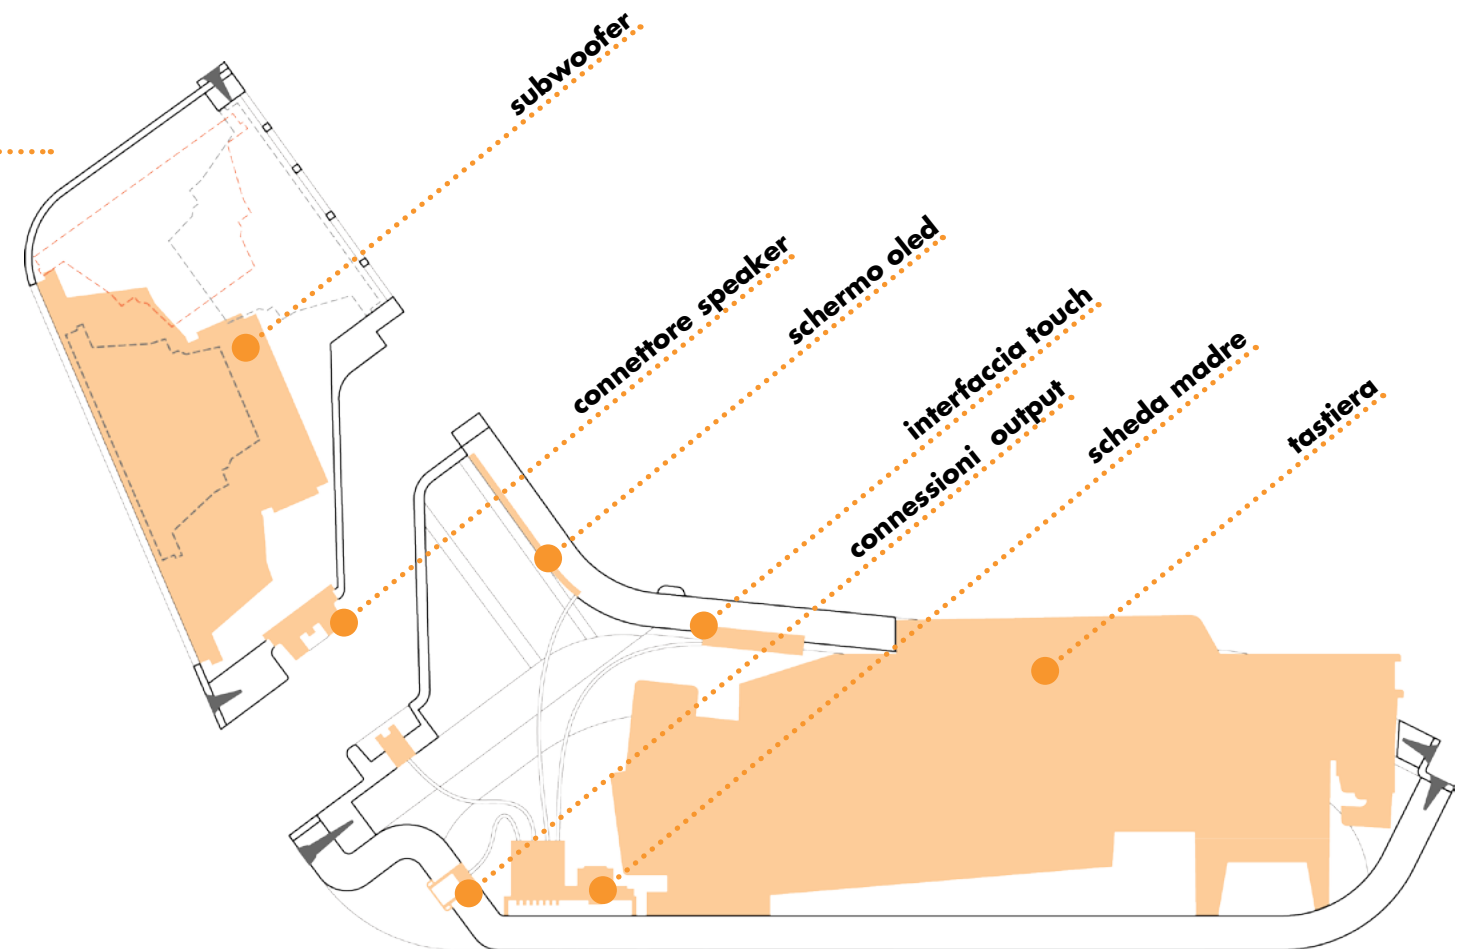 subwoofer
connettore speaker
schermo oled
interfaccia touch
connessioni output
scheda madre
tastiera